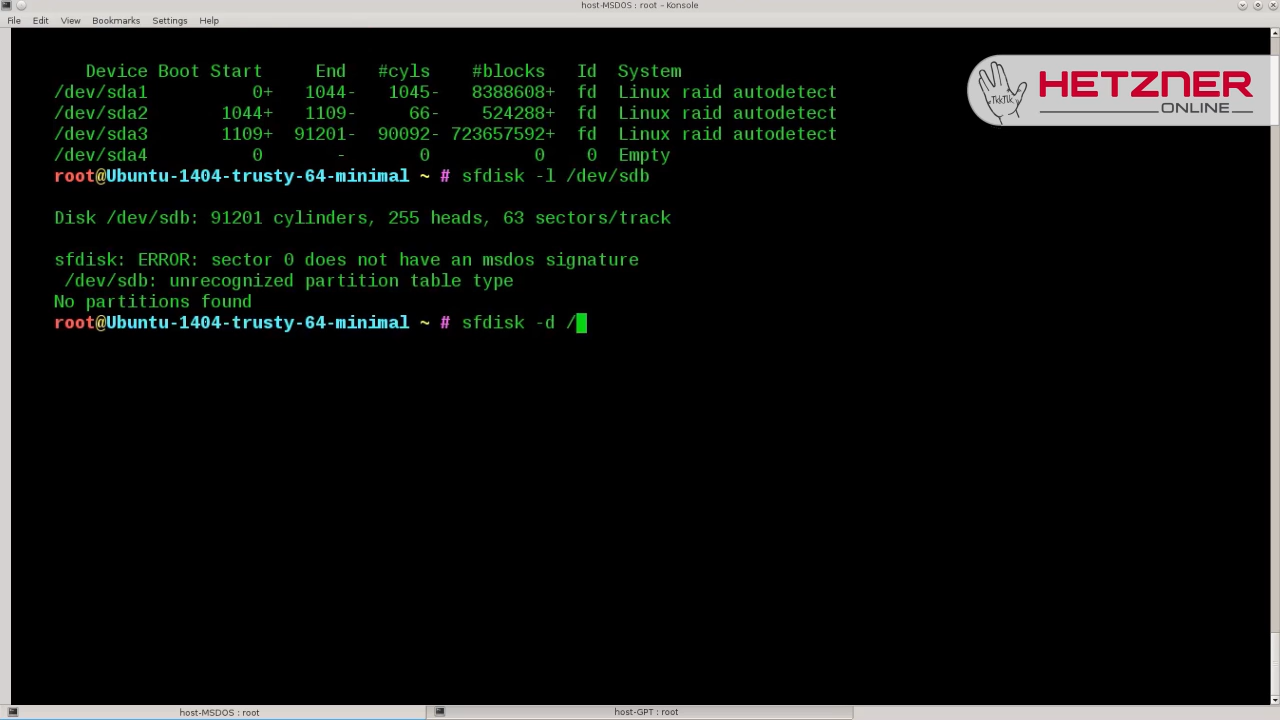 host-MSDOS : root - Konsole
File Edit View Bookmarks Settings Help
Device Boot Start End #cyls #blocks Id System
/dev/sda1 0+ 1044- 1045- 8388608+ fd Linux raid autodetect
/dev/sda2 1044+ 1109- 66- 524288+ fd Linux raid autodetect
/dev/sda3 1109+ 91201- 90092- 723657592+ fd Linux raid autodetect
/dev/sda4 0 - 0 0 0 Empty
root@Ubuntu-1404-trusty-64-minimal ~ # sfdisk -l /dev/sdb
Disk /dev/sdb: 91201 cylinders, 255 heads, 63 sectors/track
sfdisk: ERROR: sector 0 does not have an msdos signature
/dev/sdb: unrecognized partition table type
No partitions found
root@Ubuntu-1404-trusty-64-minimal ~ # sfdisk -d /
TkkTlk
HETZNER
ONLINE
host-MSDOS : root
host-GPT : root